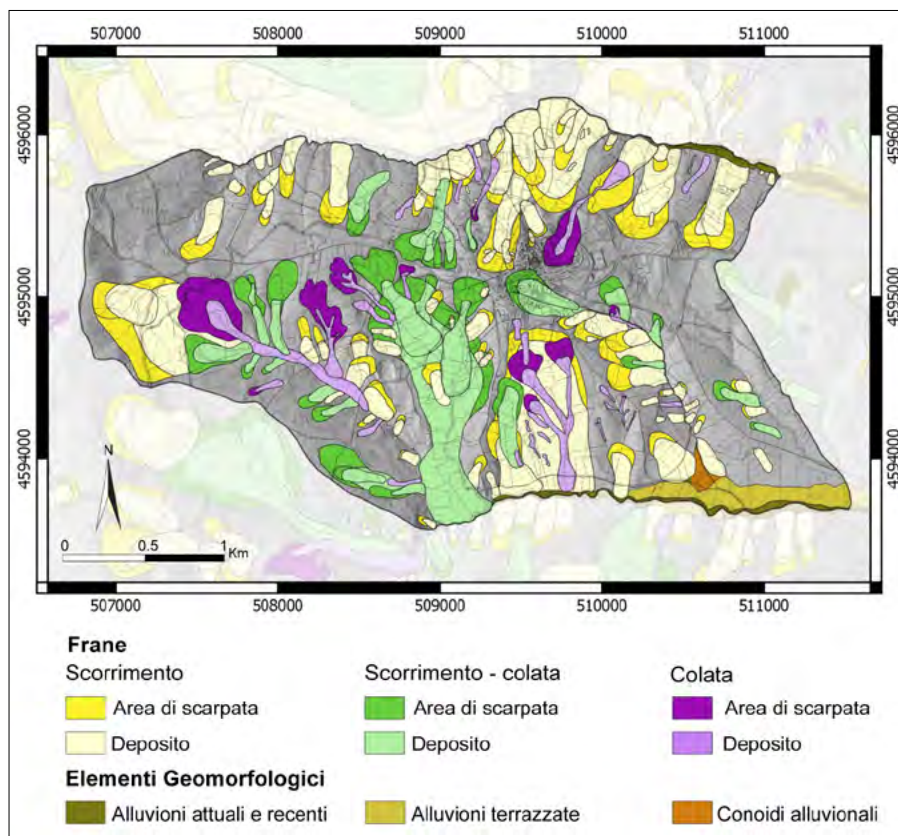 507000 508000 509000 510000 511000
4596000 4596000
4595000 4595000
4594000 4594000
N
0 0.5 1
Km
507000 508000 509000 510000 511000
Frane
Scorrimento Scorrimento - colata Colata
Area di scarpata Area di scarpata Area di scarpata
Deposito Deposito Deposito
Elementi Geomorfologici
Alluvioni attuali e recenti Alluvioni terrazzate Conoidi alluvionali